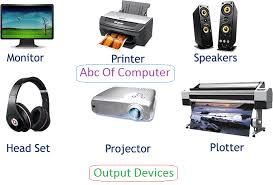 Monitor Printer Speakers
Abc Of Computer
Head Set Projector Plotter
Output Devices